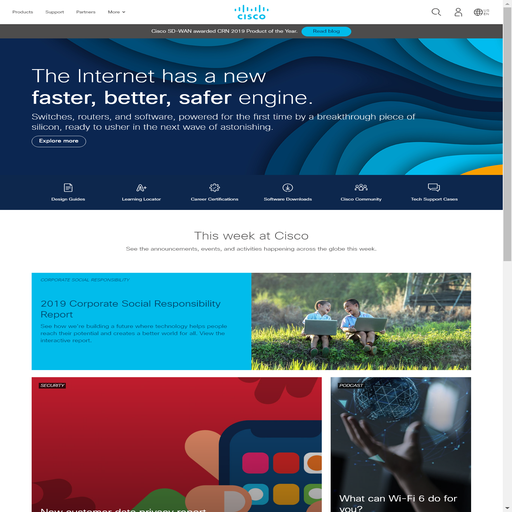 Products Support Partners More
CISCO
US
EN
Cisco SD-WAN awarded CRN 2019 Product of the Year. Read blog
The Internet has a new
faster, better, safer engine.
Switches, routers, and software, powered for the first time by a breakthrough piece of
silicon, ready to usher in the next wave of astonishing.
Explore more
Design Guides Learning Locator Career Certifications Software Downloads Cisco Community Tech Support Cases
This week at Cisco
See the announcements, events, and activities happening across the globe this week.
CORPORATE SOCIAL RESPONSIBILITY
2019 Corporate Social Responsibility
Report
See how we're building a future where technology helps people
reach their potential and creates a better world for all. View the
interactive report.
SECURITY
New customer data privacy report
PODCAST
What can Wi-Fi 6 do for
you?